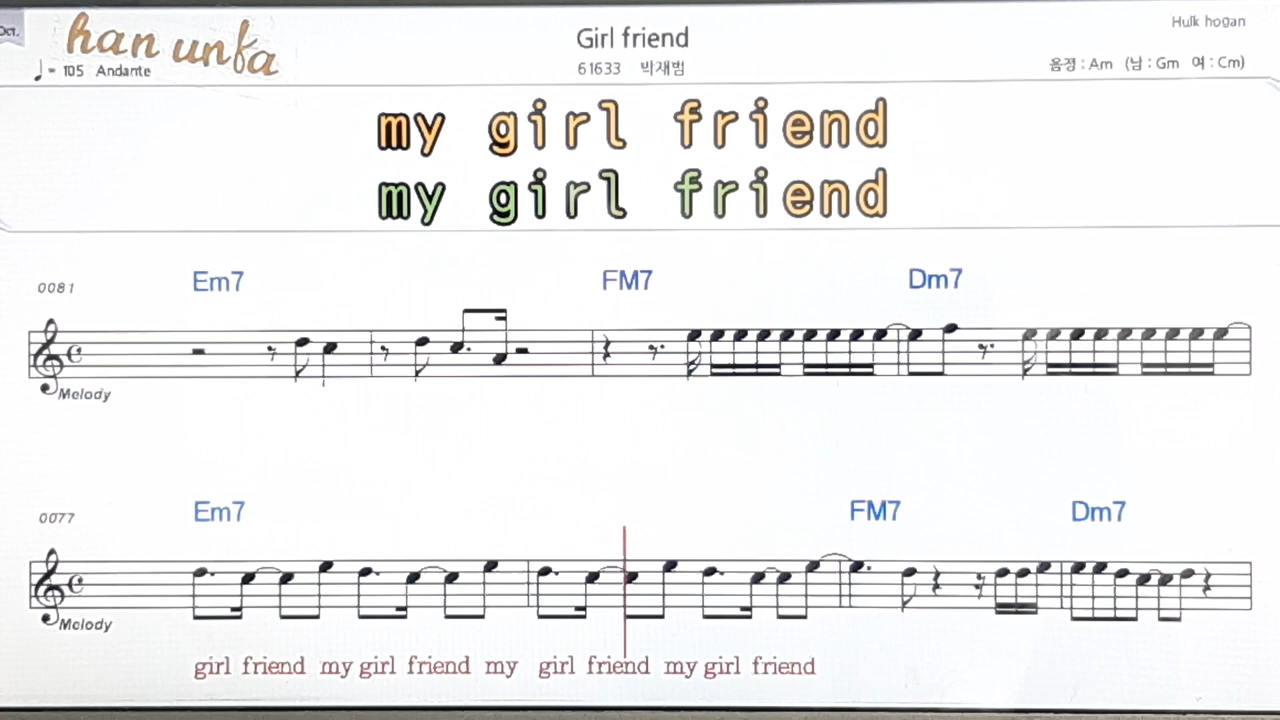 Oct.
han unfa
Girl friend
Hulk hogan
♩= 105 Andante
61633 박재범
음정 : Am (남 : Gm 여 : Cm)
my girl friend
my girl friend
0081 Em7 FM7 Dm7
Melody
0077 Em7 FM7 Dm7
Melody
girl friend my girl friend my girl friend my girl friend